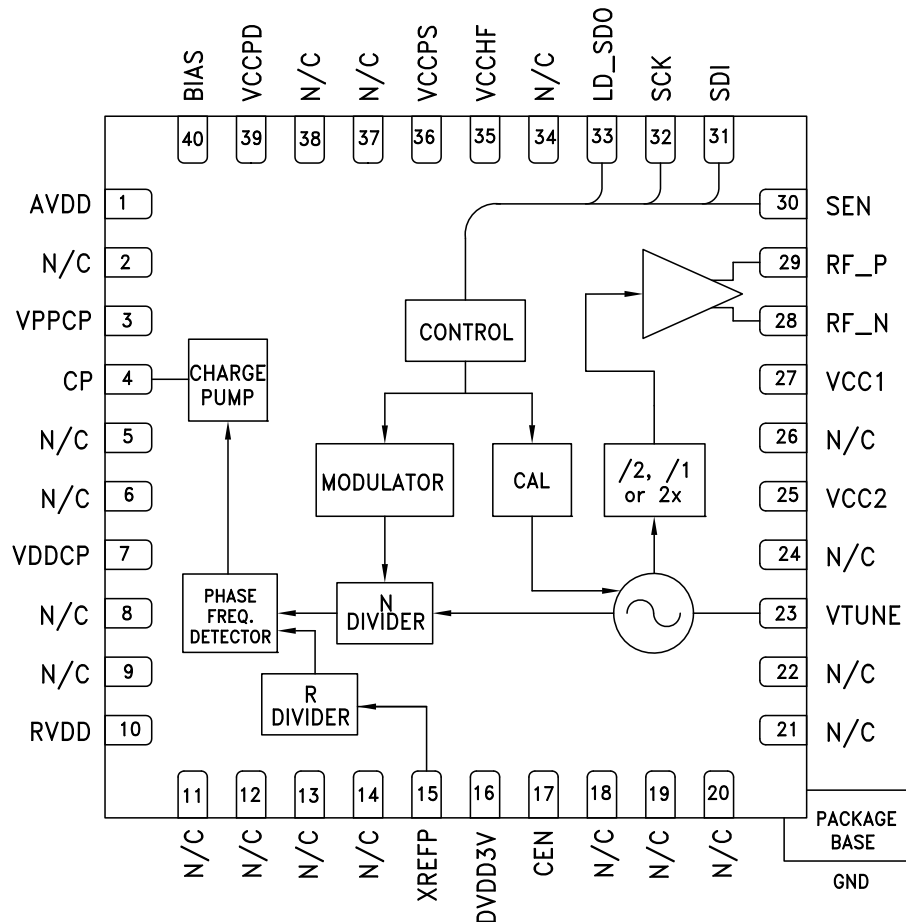 BIAS
VCCPD
N/C
N/C
VCCPS
VCCHF
N/C
LD_SDO
SCK
SDI
40
39
38
37
36
35
34
33
32
31
AVDD 1
N/C 2
VPPCP 3
CP 4
N/C 5
N/C 6
VDDCP 7
N/C 8
N/C 9
RVDD 10
30 SEN
29 RF_P
28 RF_N
27 VCC1
26 N/C
25 VCC2
24 N/C
23 VTUNE
22 N/C
21 N/C
CONTROL
CHARGE
PUMP
MODULATOR
CAL
/2, /1
or 2x
PHASE
FREQ.
DETECTOR
N
DIVIDER
R
DIVIDER
11
12
13
14
15
16
17
18
19
20
N/C
N/C
N/C
N/C
XREFP
DVDD3V
CEN
N/C
N/C
N/C
PACKAGE
BASE
GND